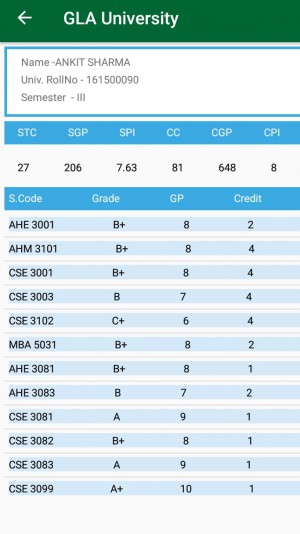 GLA University
Name -ANKIT SHARMA
Univ. RollNo - 161500090
Semester - III
STC SGP SPI CC CGP CPI
27 206 7.63 81 648 8
S.Code Grade GP Credit
AHE 3001 B+ 8 2
AHM 3101 B+ 8 4
CSE 3001 B+ 8 4
CSE 3003 B 7 4
CSE 3102 C+ 6 4
MBA 5031 B+ 8 2
AHE 3081 B+ 8 1
AHE 3083 B 7 2
CSE 3081 A 9 1
CSE 3082 B+ 8 1
CSE 3083 A 9 1
CSE 3099 A+ 10 1